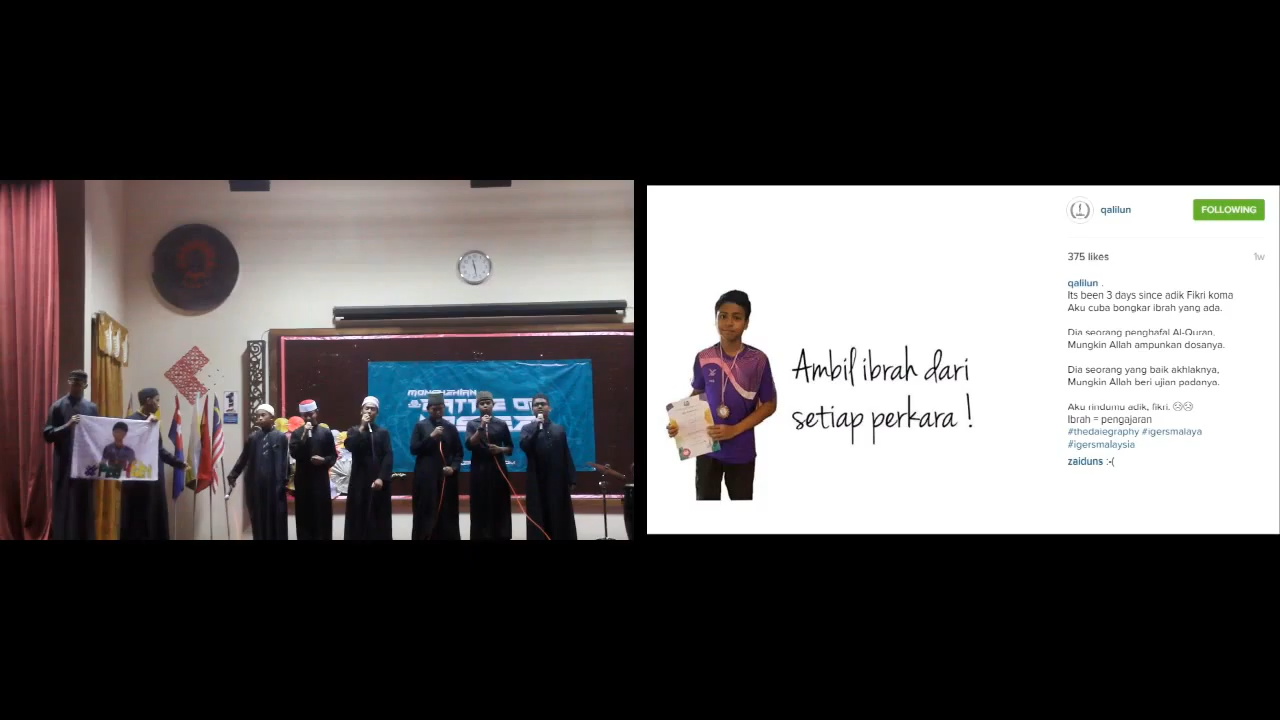 Ambil ibrah dari
setiap perkara !
qalilun
FOLLOWING
375 likes
1w
qalilun .
Its been 3 days since adik Fikri koma
Aku cuba bongkar ibrah yang ada.
Dia seorang penghafal Al-Quran,
Mungkin Allah ampunkan dosanya.
Dia seorang yang baik akhlaknya,
Mungkin Allah beri ujian padanya.
Aku rindumu adik, fikri. 😢😢
Ibrah = pengajaran
#thedaiegraphy #igersmalaya
#igersmalaysia
zaiduns :-(